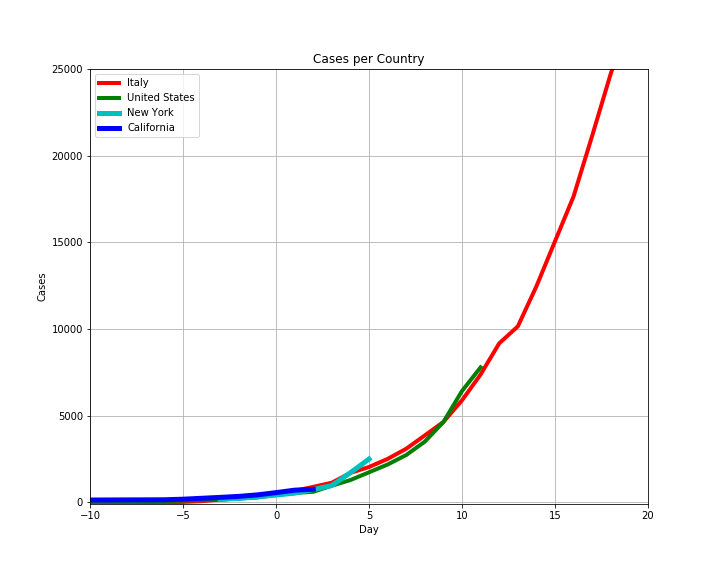 Cases per Country
Italy
United States
New York
California
25000
20000
15000
10000
5000
0
Cases
−10
−5
0
5
10
15
20
Day